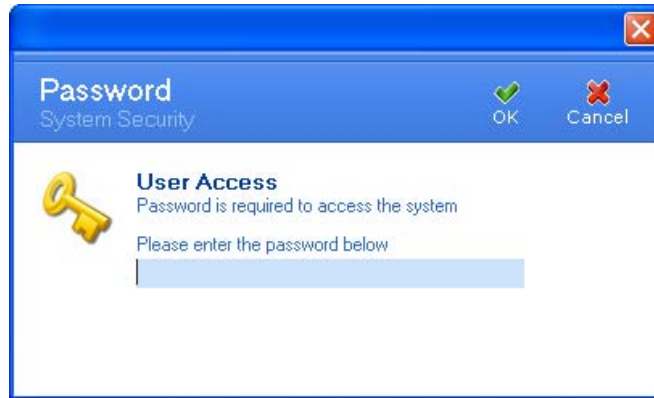 Password
System Security
OK
Cancel
User Access
Password is required to access the system
Please enter the password below